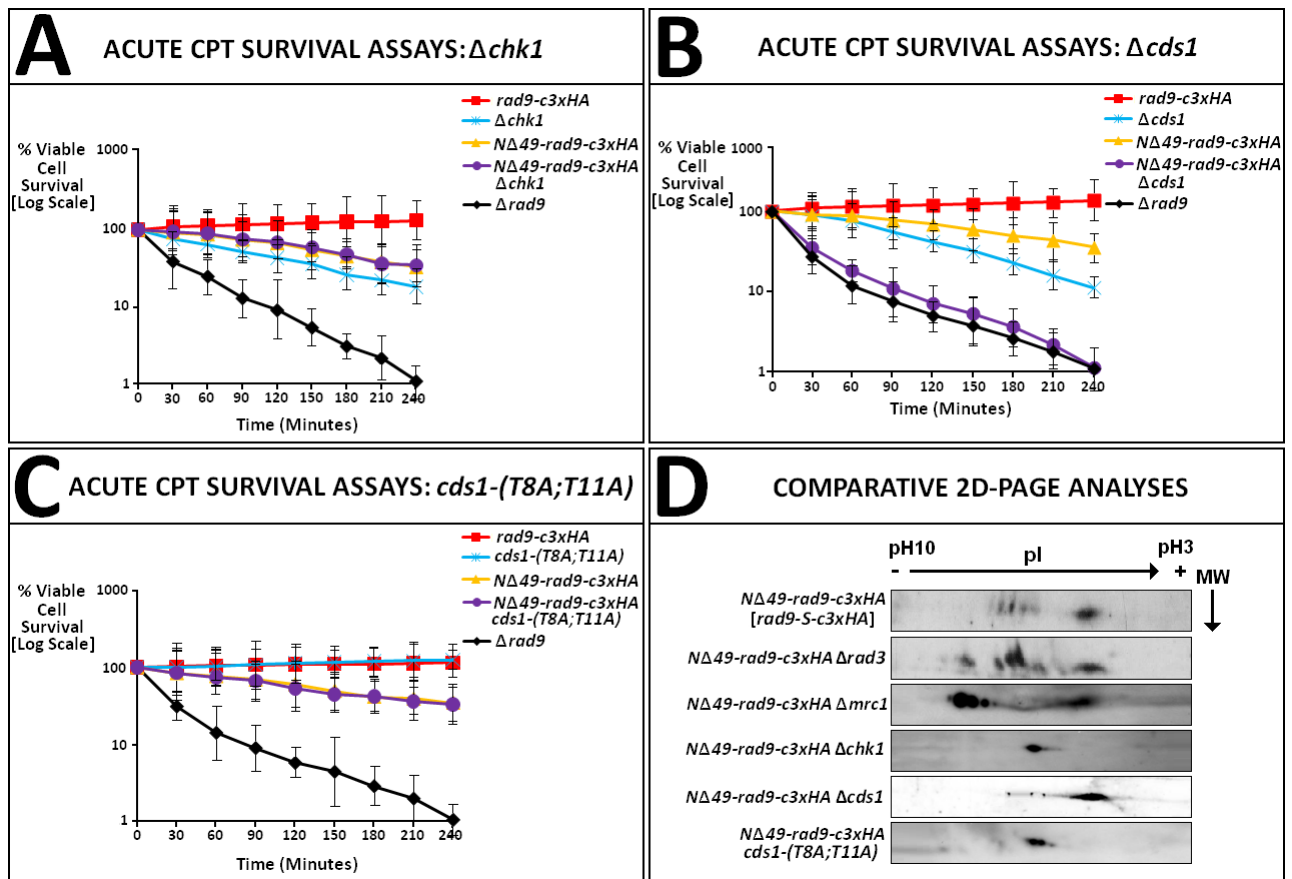 A
ACUTE CPT SURVIVAL ASSAYS: Δchk1
rad9-c3xHA
Δchk1
NΔ49-rad9-c3xHA
NΔ49-rad9-c3xHA
Δchk1
Δrad9
% Viable
Cell
Survival
[Log Scale]
1000
100
10
1
0 30 60 90 120 150 180 210 240
Time (Minutes)
B
ACUTE CPT SURVIVAL ASSAYS: Δcds1
rad9-c3xHA
Δcds1
NΔ49-rad9-c3xHA
NΔ49-rad9-c3xHA
Δcds1
Δrad9
% Viable
Cell
Survival
[Log Scale]
1000
100
10
1
0 30 60 90 120 150 180 210 240
Time (Minutes)
C
ACUTE CPT SURVIVAL ASSAYS: cds1-(T8A;T11A)
rad9-c3xHA
cds1-(T8A;T11A)
NΔ49-rad9-c3xHA
NΔ49-rad9-c3xHA
cds1-(T8A;T11A)
Δrad9
% Viable
Cell
Survival
[Log Scale]
1000
100
10
1
0 30 60 90 120 150 180 210 240
Time (Minutes)
D
COMPARATIVE 2D-PAGE ANALYSES
pH10 pI pH3
- + MW
NΔ49-rad9-c3xHA
[rad9-S-c3xHA]
NΔ49-rad9-c3xHA Δrad3
NΔ49-rad9-c3xHA Δmrc1
NΔ49-rad9-c3xHA Δchk1
NΔ49-rad9-c3xHA Δcds1
NΔ49-rad9-c3xHA
cds1-(T8A;T11A)